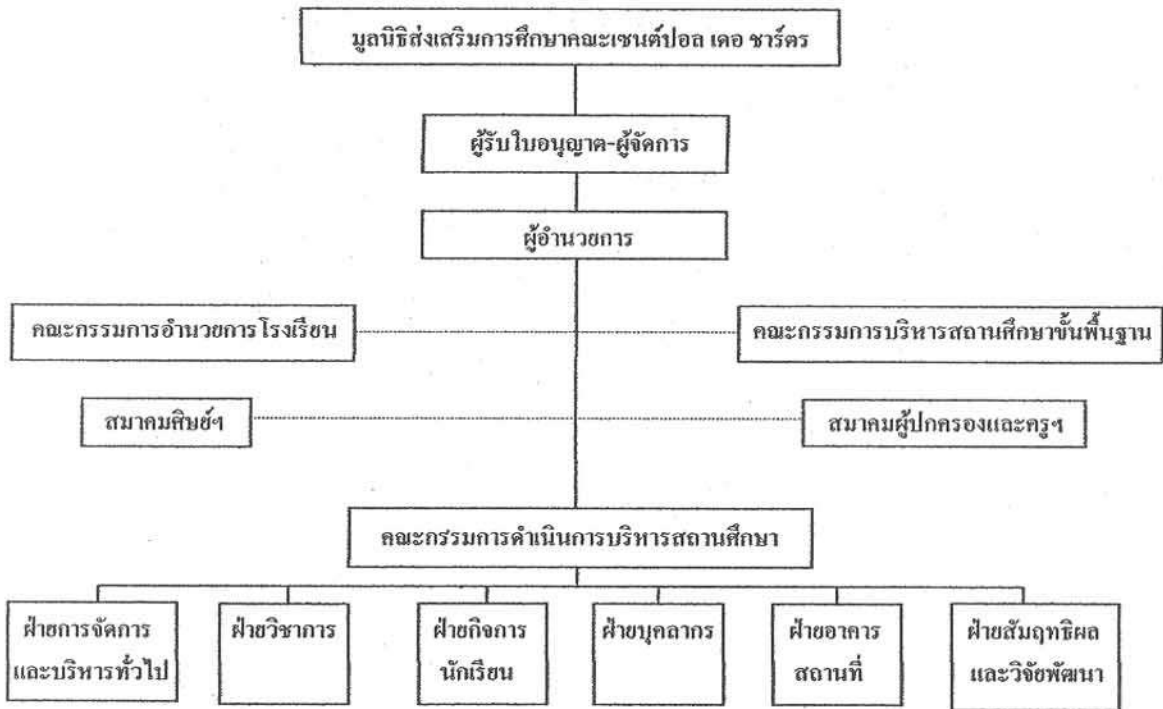 มูลนิธิส่งเสริมการศึกษาคณะเซนต์ปอล เดอ ชาร์ตร
ผู้รับใบอนุญาต-ผู้จัดการ
ผู้อำนวยการ
คณะกรรมการอำนวยการโรงเรียน
คณะกรรมการบริหารสถานศึกษาขั้นพื้นฐาน
สมาคมศิษย์ฯ
สมาคมผู้ปกครองและครูฯ
คณะกรรมการดำเนินการบริหารสถานศึกษา
ฝ่ายการจัดการ
และบริหารทั่วไป
ฝ่ายวิชาการ
ฝ่ายกิจการ
นักเรียน
ฝ่ายบุคลากร
ฝ่ายอาคาร
สถานที่
ฝ่ายสัมฤทธิผล
และวิจัยพัฒนา